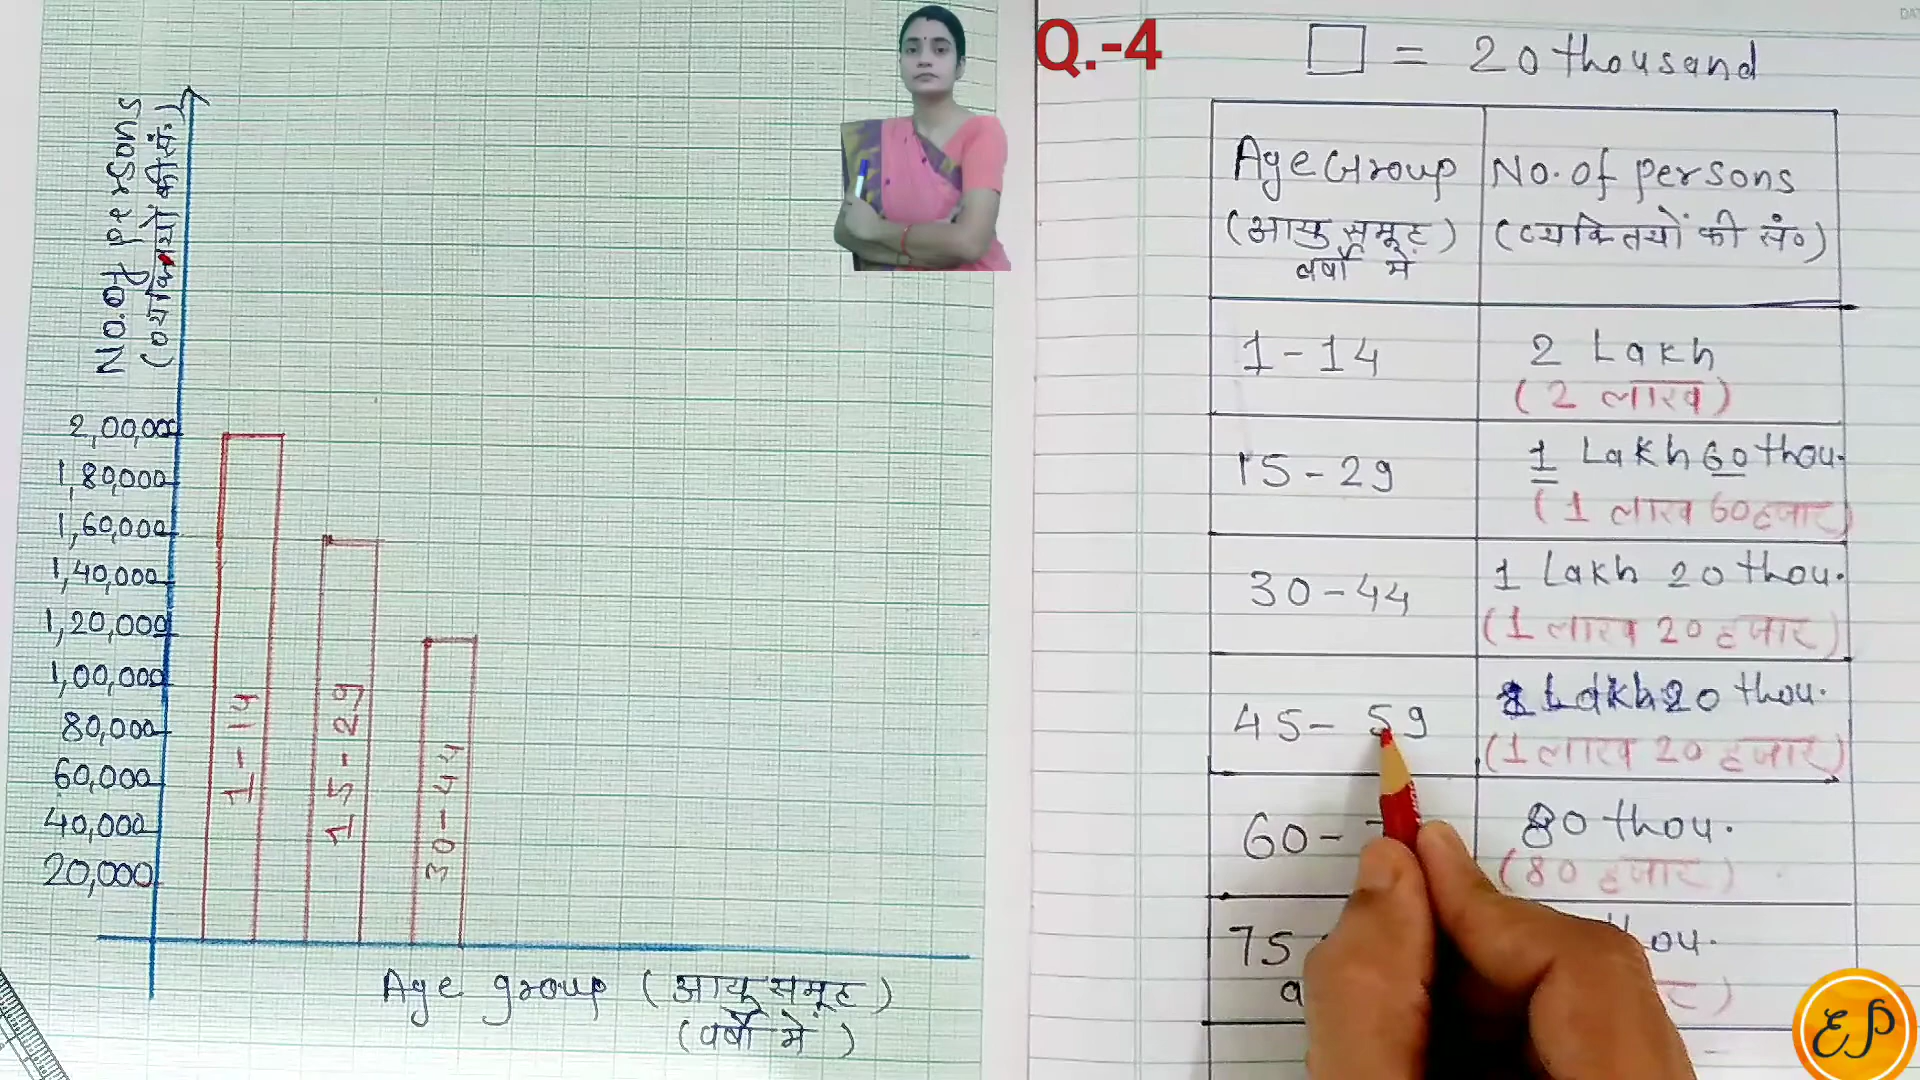 No. of persons
(व्यक्तियों की सं.)
2,00,000
1,80,000
1,60,000
1,40,000
1,20,000
1,00,000
80,000
60,000
40,000
20,000
1-14
15-29
30-44
Age group (आयु समूह)
(वर्षों में)
Q.-4
= 20 thousand
Age Group No. of persons
(आयु समूह) (व्यक्तियों की सं०)
वर्षों में
1-14 2 Lakh
(2 लाख)
15-29 1 Lakh 60 thou.
(1 लाख 60 हजार)
30-44 1 Lakh 20 thou.
(1 लाख 20 हजार)
45-59 1 Lakh 20 thou.
(1 लाख 20 हजार)
60- 80 thou.
(80 हजार)
75
EP